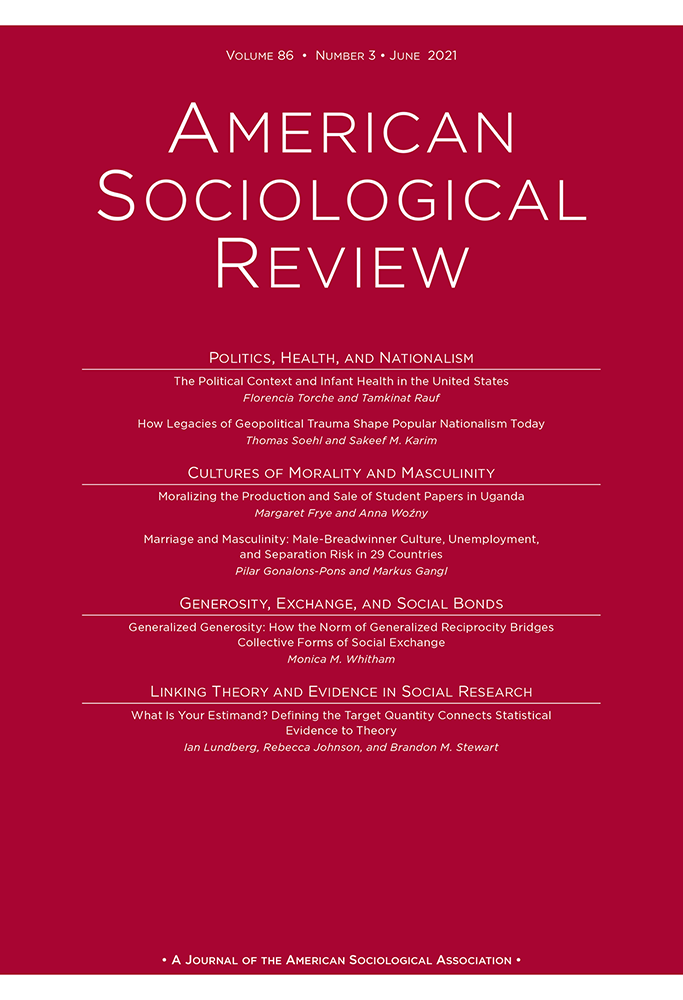 VOLUME 86 • NUMBER 3 • JUNE 2021
AMERICAN
SOCIOLOGICAL
REVIEW
POLITICS, HEALTH, AND NATIONALISM
The Political Context and Infant Health in the United States
Florencia Torche and Tamkinat Rauf
How Legacies of Geopolitical Trauma Shape Popular Nationalism Today
Thomas Soehl and Sakeef M. Karim
CULTURES OF MORALITY AND MASCULINITY
Moralizing the Production and Sale of Student Papers in Uganda
Margaret Frye and Anna Woźny
Marriage and Masculinity: Male-Breadwinner Culture, Unemployment,
and Separation Risk in 29 Countries
Pilar Gonalons-Pons and Markus Gangl
GENEROSITY, EXCHANGE, AND SOCIAL BONDS
Generalized Generosity: How the Norm of Generalized Reciprocity Bridges
Collective Forms of Social Exchange
Monica M. Whitham
LINKING THEORY AND EVIDENCE IN SOCIAL RESEARCH
What Is Your Estimand? Defining the Target Quantity Connects Statistical
Evidence to Theory
Ian Lundberg, Rebecca Johnson, and Brandon M. Stewart
• A JOURNAL OF THE AMERICAN SOCIOLOGICAL ASSOCIATION •